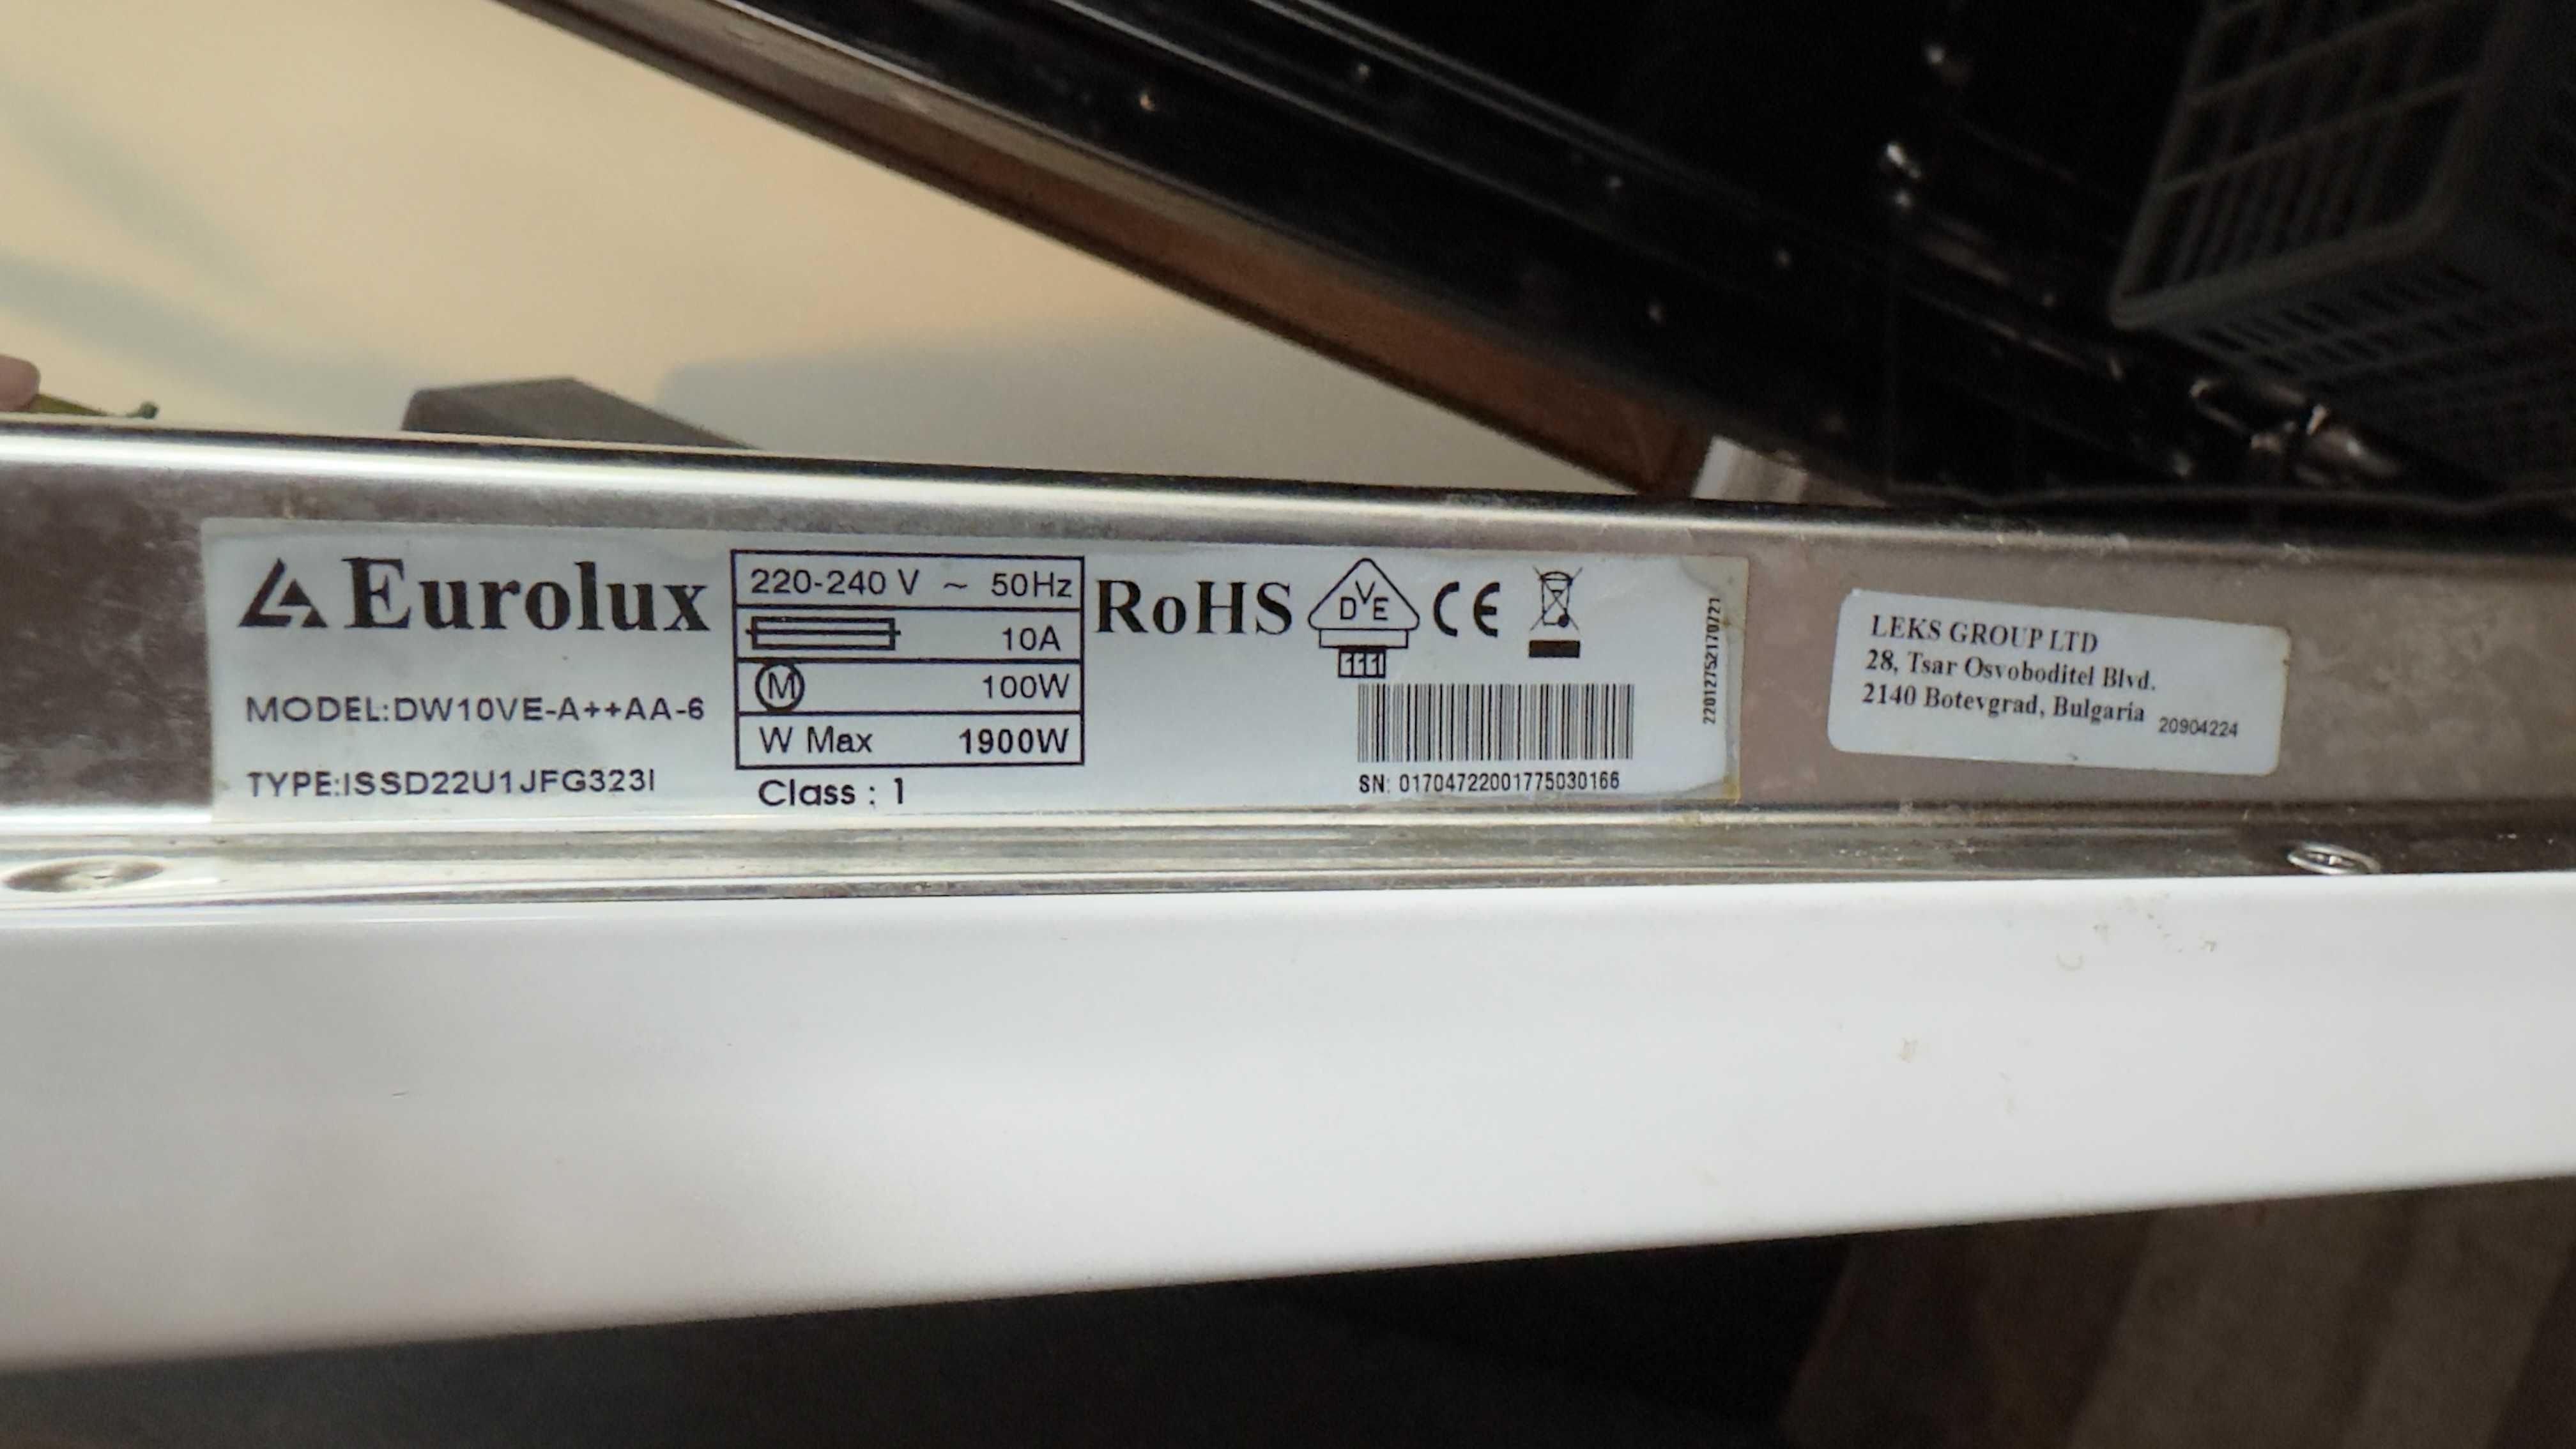 Eurolux
MODEL:DW10VE-A++AA-6
TYPE:ISSD22U1JFG323I
220-240 V ~ 50Hz
10A
M 100W
W Max 1900W
Class : 1
RoHS
DVE
CE
SN: 01704722001775030166
LEKS GROUP LTD
28, Tsar Osvoboditel Blvd.
2140 Botevgrad, Bulgaria 20904224